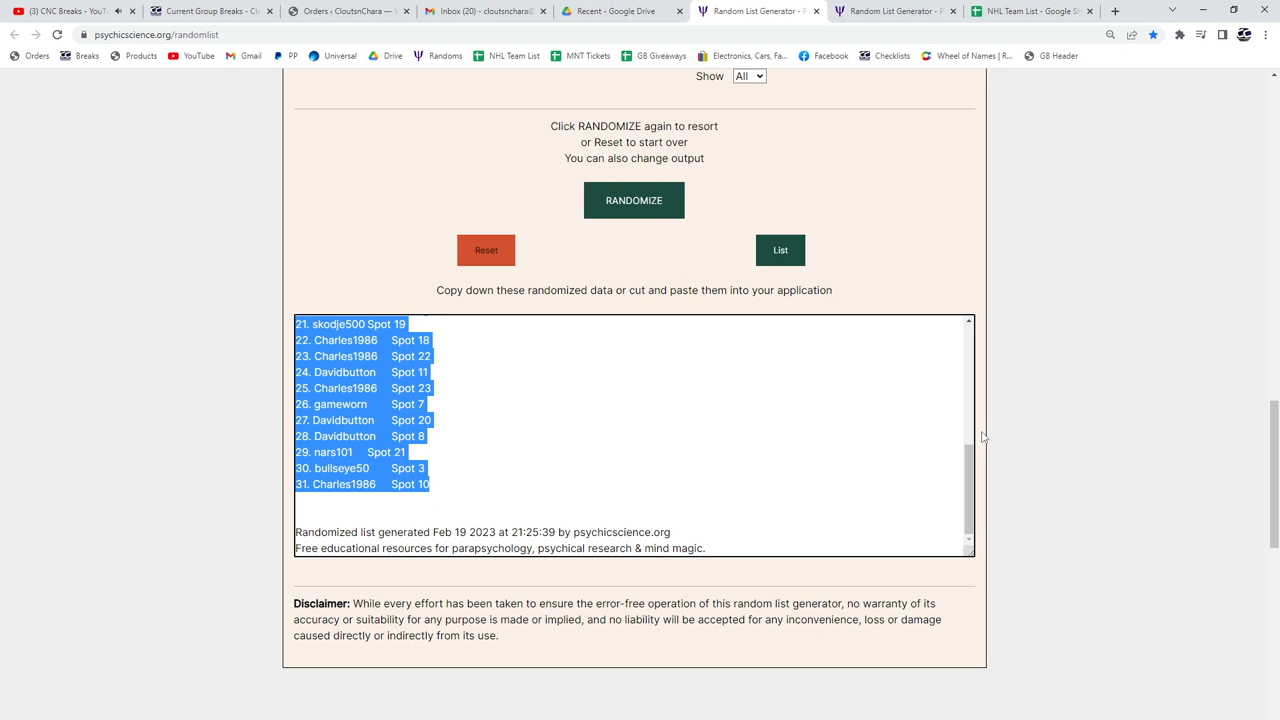 (3) CNC Breaks - YouTu
Current Group Breaks - Clo
Orders ‹ CloutsnChara — W
Inbox (20) - cloutsnchara@
Recent - Google Drive
Random List Generator - P
Random List Generator - P
NHL Team List - Google Sh
psychicscience.org/randomlist
Orders
Breaks
Products
YouTube
Gmail
PP
Universal
Drive
Randoms
NHL Team List
MNT Tickets
GB Giveaways
Electronics, Cars, Fa...
Facebook
Checklists
Wheel of Names | R...
GB Header
Show All
Click RANDOMIZE again to resort
or Reset to start over
You can also change output
RANDOMIZE
Reset
List
Copy down these randomized data or cut and paste them into your application
21. skodje500 Spot 19
22. Charles1986 Spot 18
23. Charles1986 Spot 22
24. Davidbutton Spot 11
25. Charles1986 Spot 23
26. gameworn Spot 7
27. Davidbutton Spot 20
28. Davidbutton Spot 8
29. nars101 Spot 21
30. bullseye50 Spot 3
31. Charles1986 Spot 10
Randomized list generated Feb 19 2023 at 21:25:39 by psychicscience.org
Free educational resources for parapsychology, psychical research & mind magic.
Disclaimer: While every effort has been taken to ensure the error-free operation of this random list generator, no warranty of its
accuracy or suitability for any purpose is made or implied, and no liability will be accepted for any inconvenience, loss or damage
caused directly or indirectly from its use.